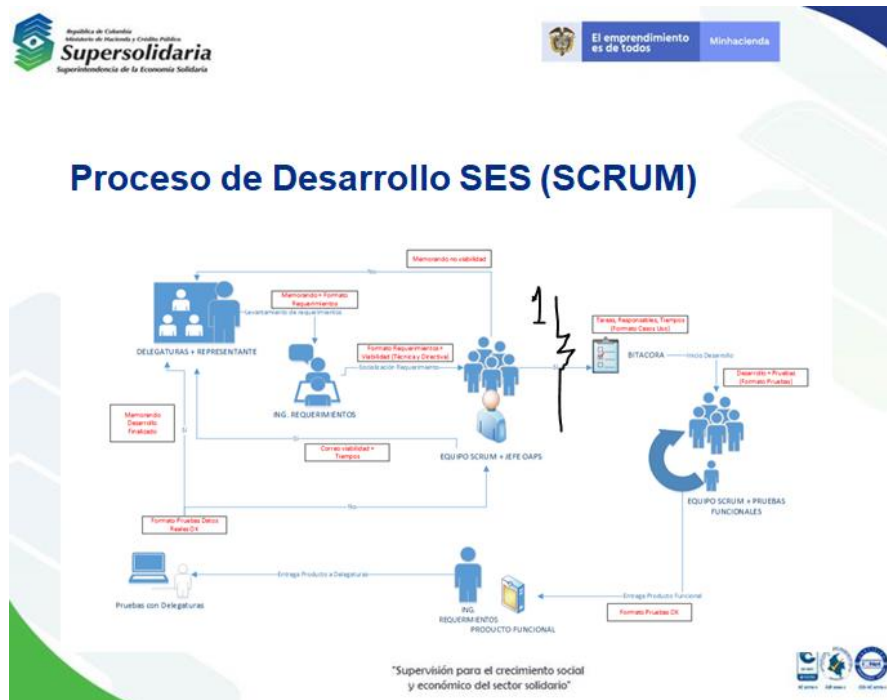 República de Colombia
Ministerio de Hacienda y Crédito Público
Supersolidaria
Superintendencia de la Economía Solidaria
El emprendimiento
es de todos
Minhacienda
Proceso de Desarrollo SES (SCRUM)
Memorando no viabilidad
No
Memorando + Formato
Requerimientos
Levantamiento de requerimientos
DELEGATURAS + REPRESENTANTE
Formato Requerimientos +
Viabilidad (Técnica y Directiva)
Socialización Requerimiento
ING. REQUERIMIENTOS
1
Tareas, Responsables, Tiempos
(Formato Casos Uso)
BITACORA
Inicio Desarrollo
Desarrollo + Pruebas
(Formato Pruebas)
Memorando
Desarrollo
Finalizado
Si
Si
Correo viabilidad +
Tiempos
EQUIPO SCRUM + JEFE OAPS
EQUIPO SCRUM + PRUEBAS
FUNCIONALES
No
Formato Pruebas Datos
Reales OK
Pruebas con Delegaturas
Entrega Producto a Delegaturas
ING.
REQUERMIENTOS
PRODUCTO FUNCIONAL
Entrega Producto Funcional
Formato Pruebas OK
"Supervisión para el crecimiento social
y económico del sector solidario"